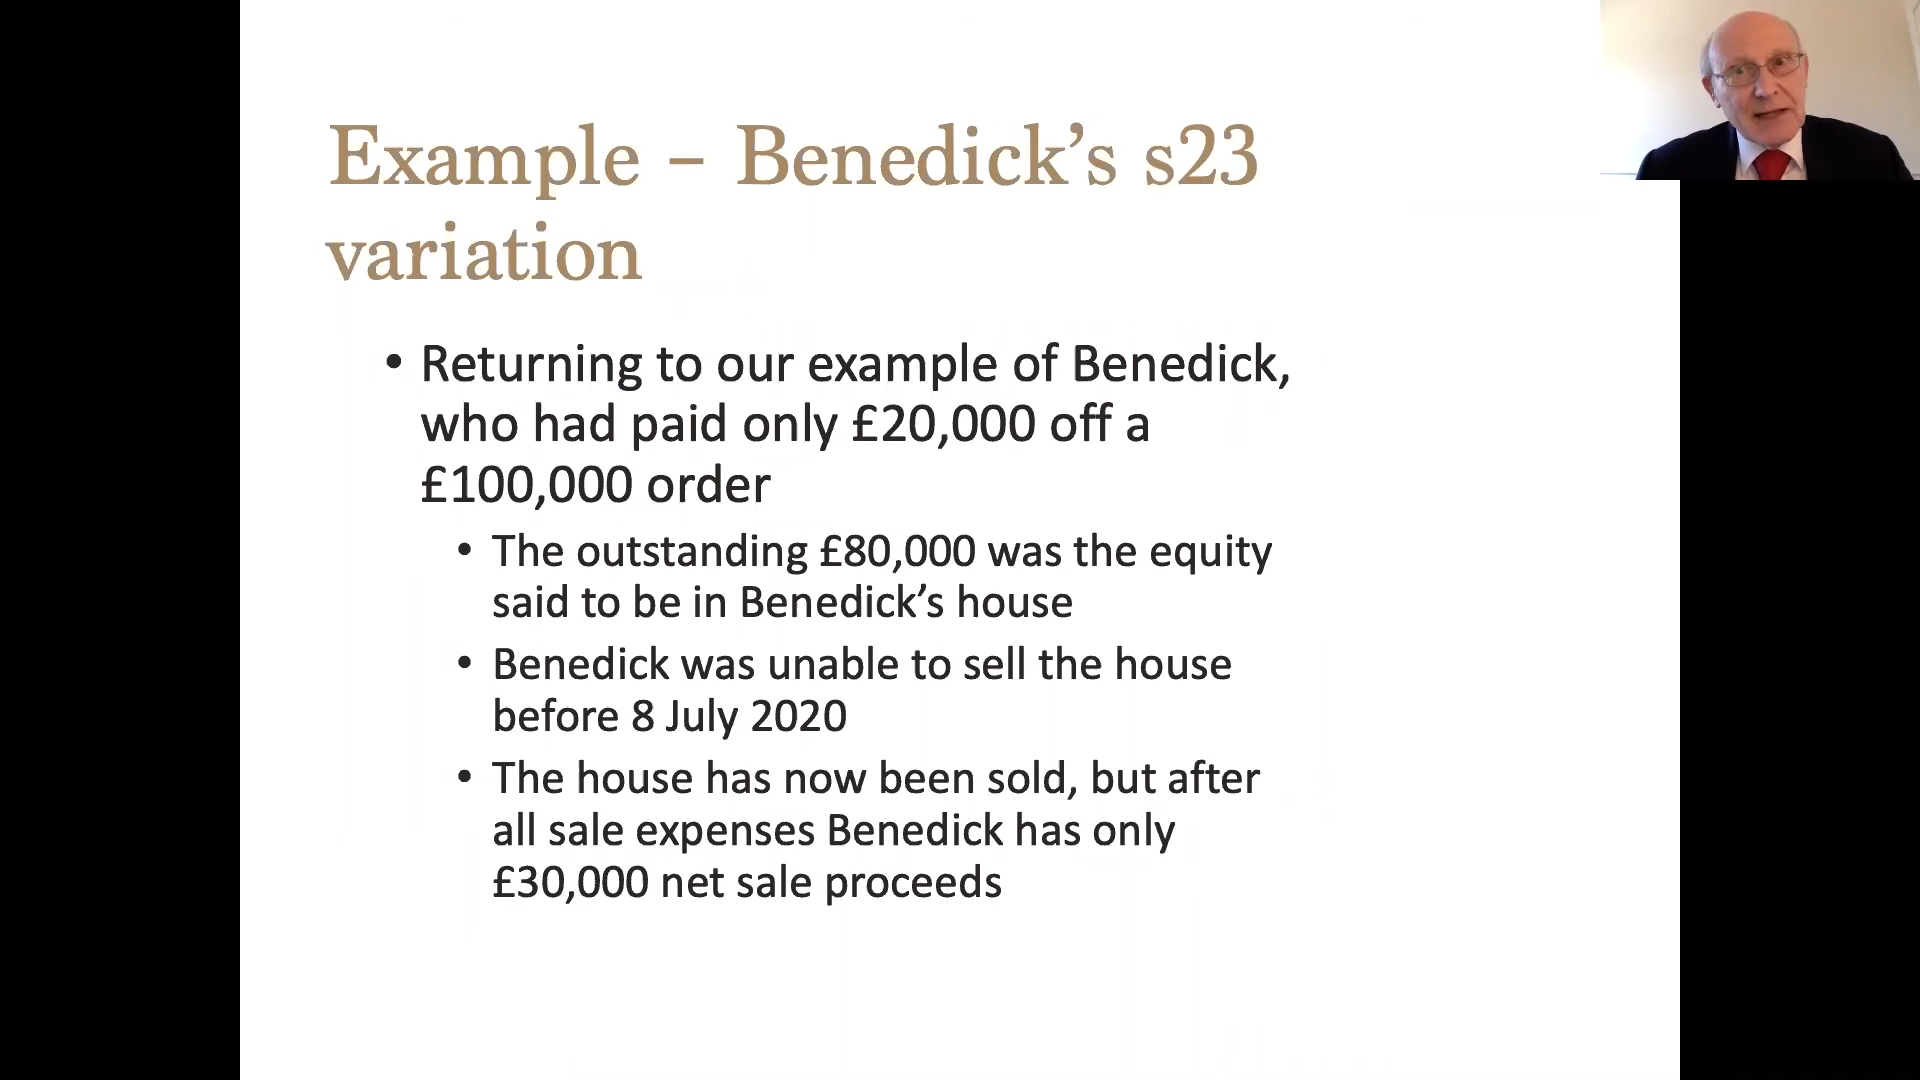 Example – Benedick’s s23
variation
• Returning to our example of Benedick,
who had paid only £20,000 off a
£100,000 order
• The outstanding £80,000 was the equity
said to be in Benedick’s house
• Benedick was unable to sell the house
before 8 July 2020
• The house has now been sold, but after
all sale expenses Benedick has only
£30,000 net sale proceeds